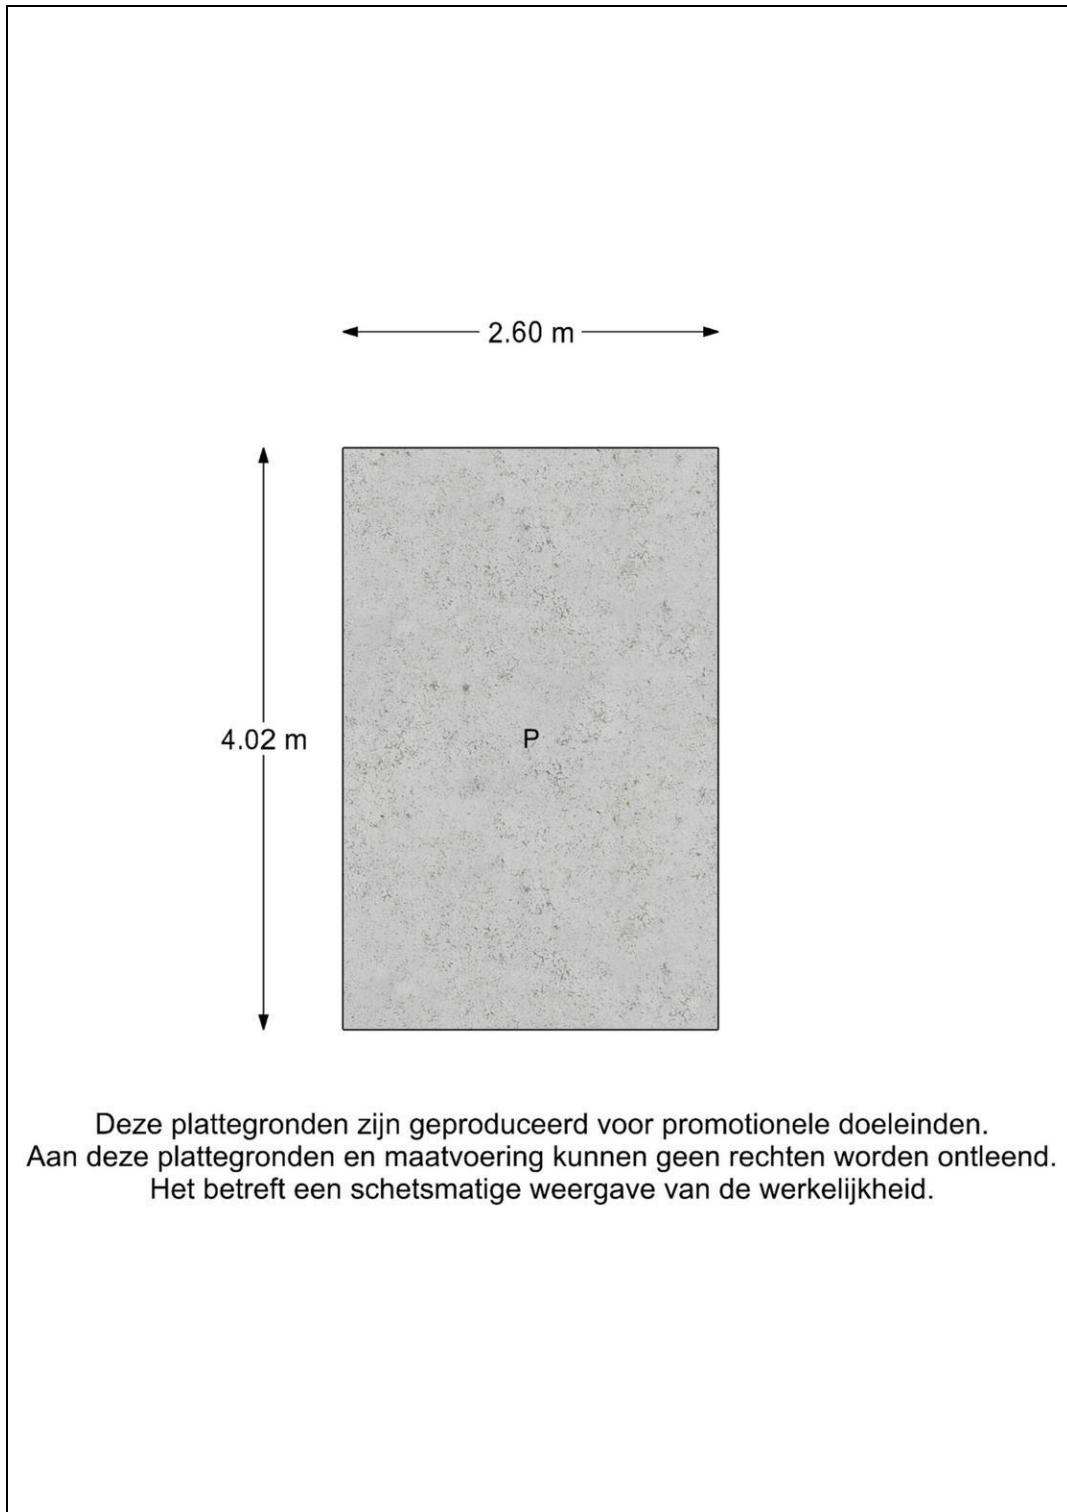 2.60 m
4.02 m
P
Deze plattegronden zijn geproduceerd voor promotionele doeleinden.
Aan deze plattegronden en maatvoering kunnen geen rechten worden ontleend.
Het betreft een schetsmatige weergave van de werkelijkheid.